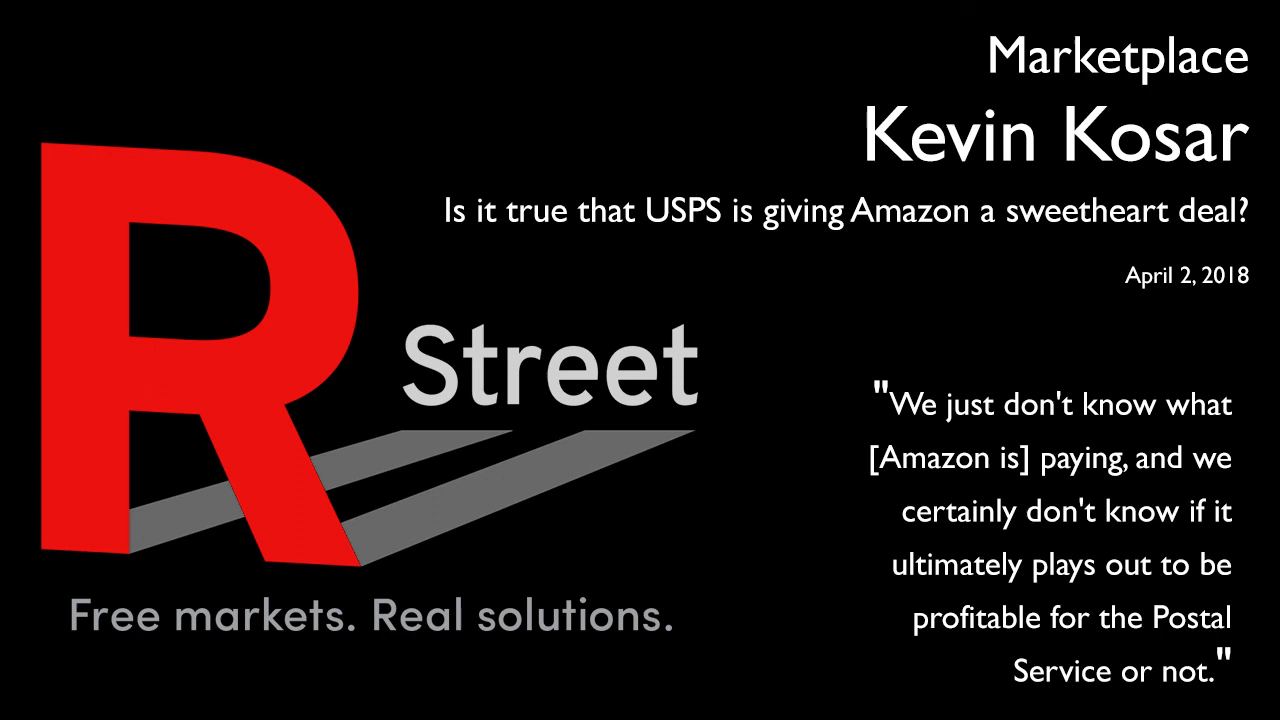 Marketplace
Kevin Kosar
Is it true that USPS is giving Amazon a sweetheart deal?
April 2, 2018
R Street
Free markets. Real solutions.
"We just don't know what
[Amazon is] paying, and we
certainly don't know if it
ultimately plays out to be
profitable for the Postal
Service or not."